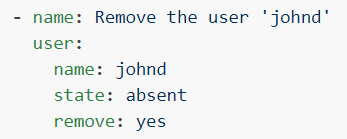 - name: Remove the user 'johnd'
  user:
    name: johnd
    state: absent
    remove: yes